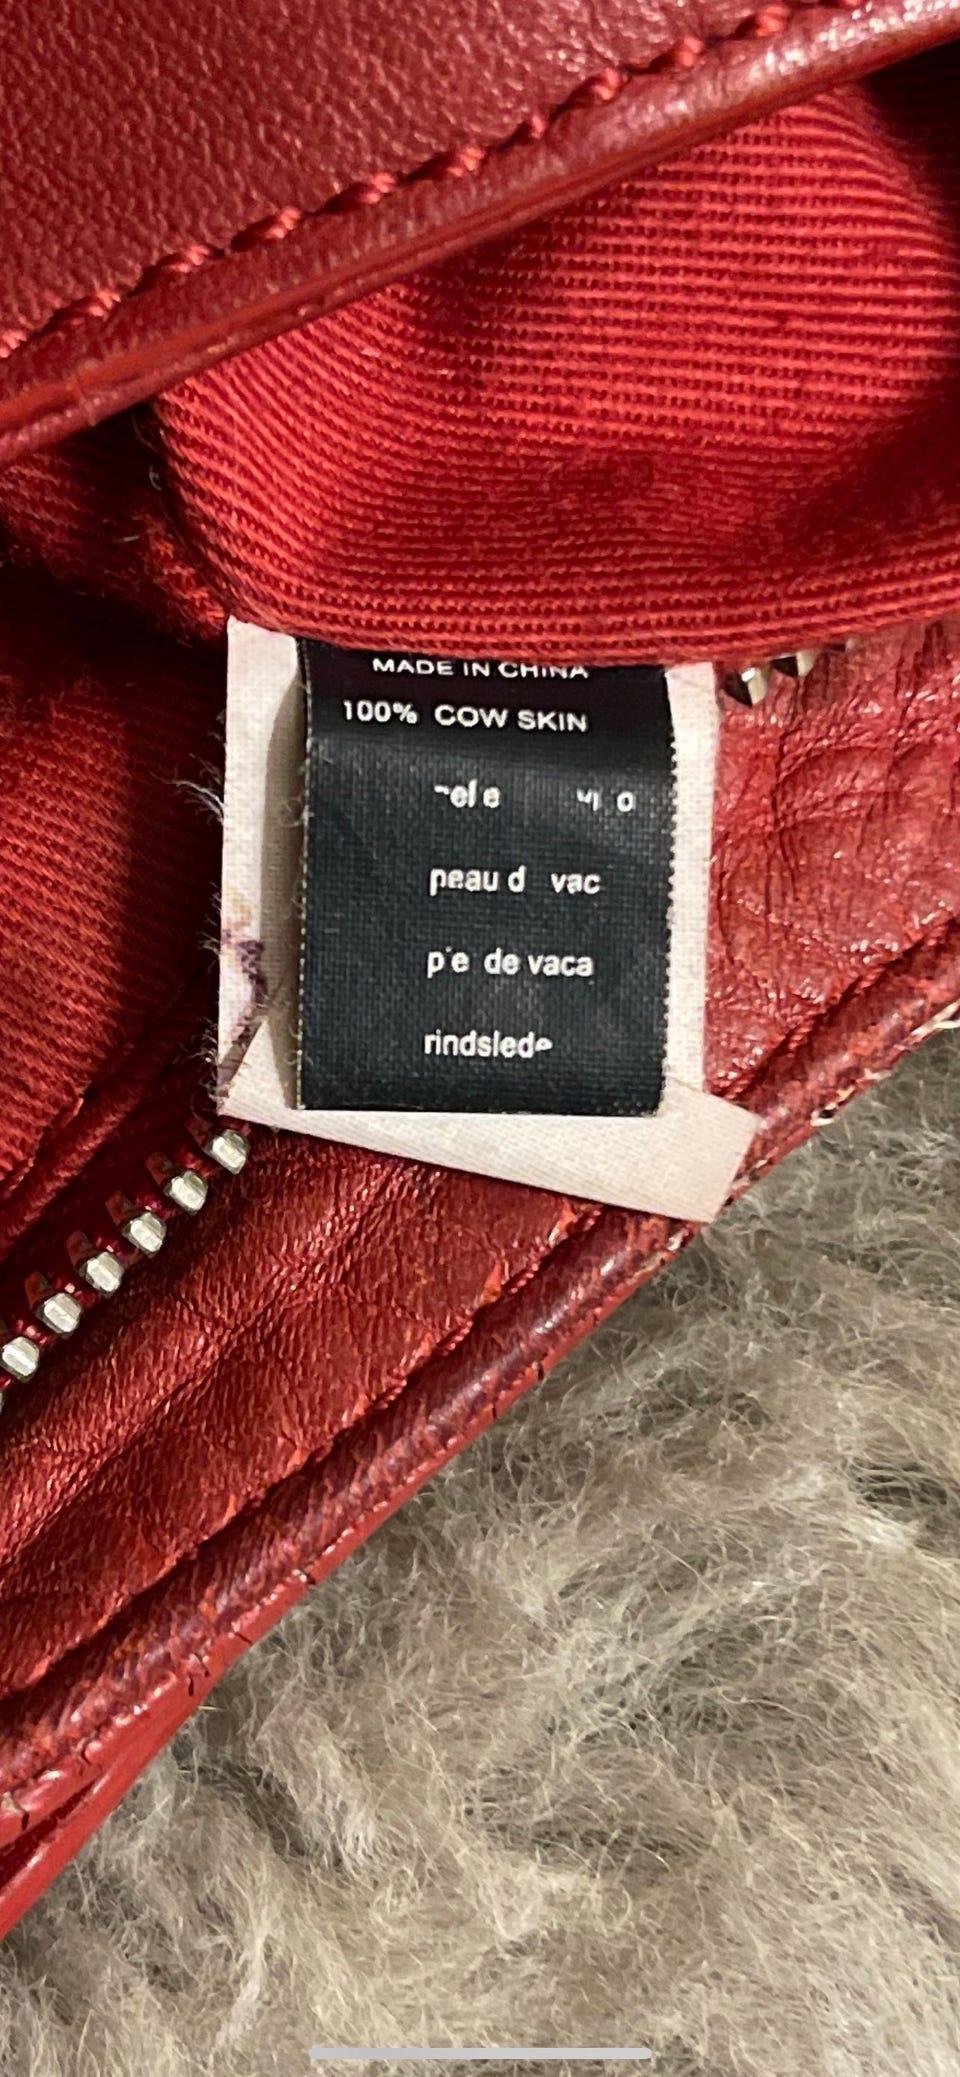 MADE IN CHINA
100% COW SKIN
peau d vac
de vaca
rindslede